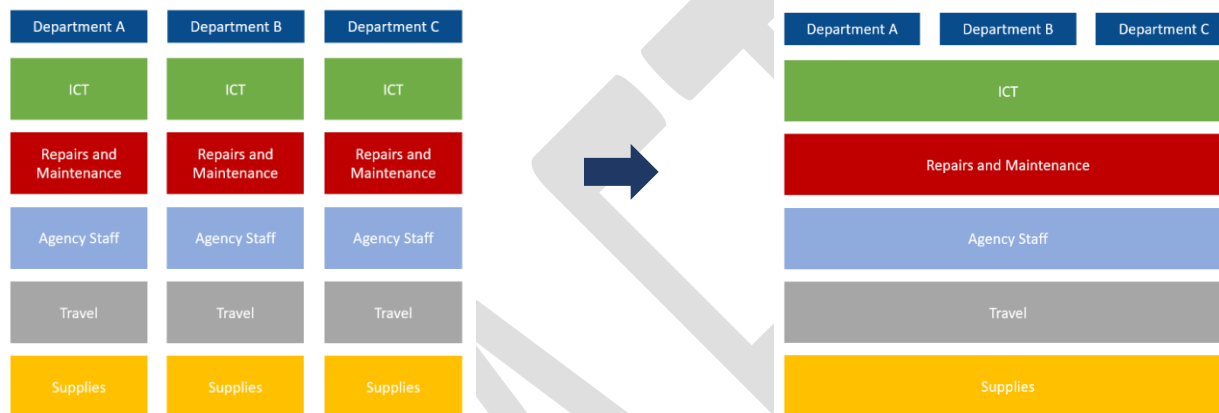 Department A
Department B
Department C
ICT
ICT
ICT
Repairs and
Maintenance
Repairs and
Maintenance
Repairs and
Maintenance
Agency Staff
Agency Staff
Agency Staff
Travel
Travel
Travel
Supplies
Supplies
Supplies
Department A
Department B
Department C
ICT
Repairs and Maintenance
Agency Staff
Travel
Supplies